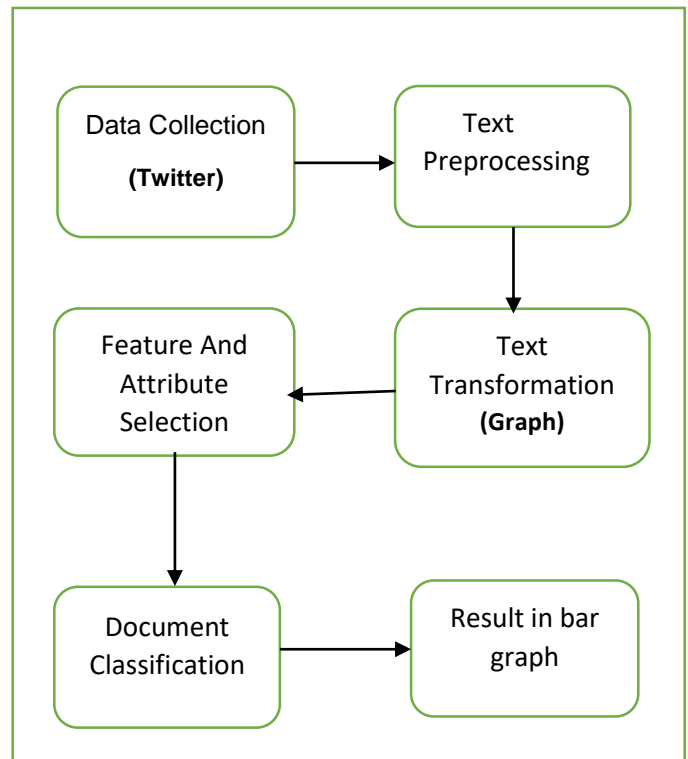 Data Collection
(Twitter)
Text
Preprocessing
Text
Transformation
(Graph)
Feature And
Attribute
Selection
Document
Classification
Result in bar
graph